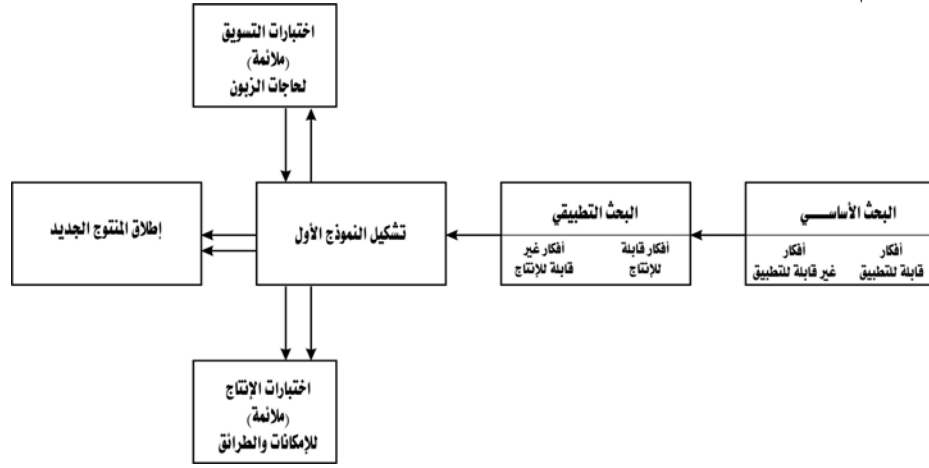 اختبارات التسويق
(ملائمة)
لحاجات الزبون
البحث الأساسـي
أفكار
قابلة للتطبيق
أفكار
غير قابلة للتطبيق
البحث التطبيقي
أفكار قابلة
للإنتاج
أفكار غير
قابلة للإنتاج
تشكيل النموذج الأول
إطلاق المنتوج الجديد
اختبارات الإنتاج
(ملائمة)
للإمكانات والطرائق